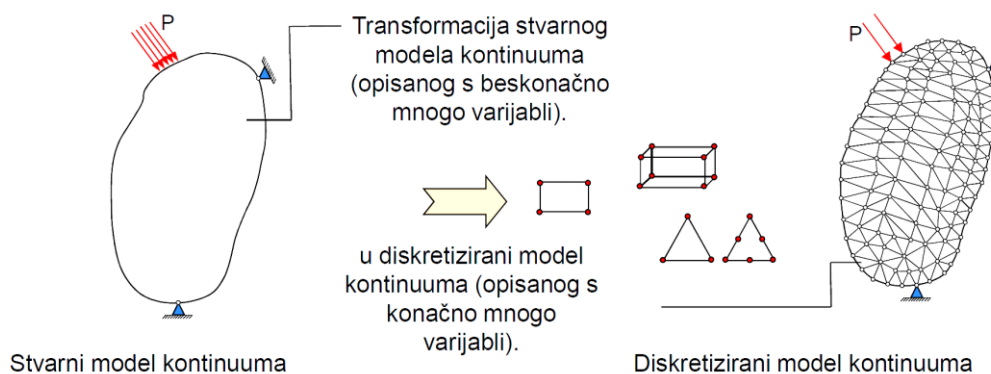 P
Transformacija stvarnog
modela kontinuuma
(opisanog s beskonačno
mnogo varijabli).
P
u diskretizirani model
kontinuuma (opisanog s
konačno mnogo
varijabli).
Stvarni model kontinuuma
Diskretizirani model kontinuuma